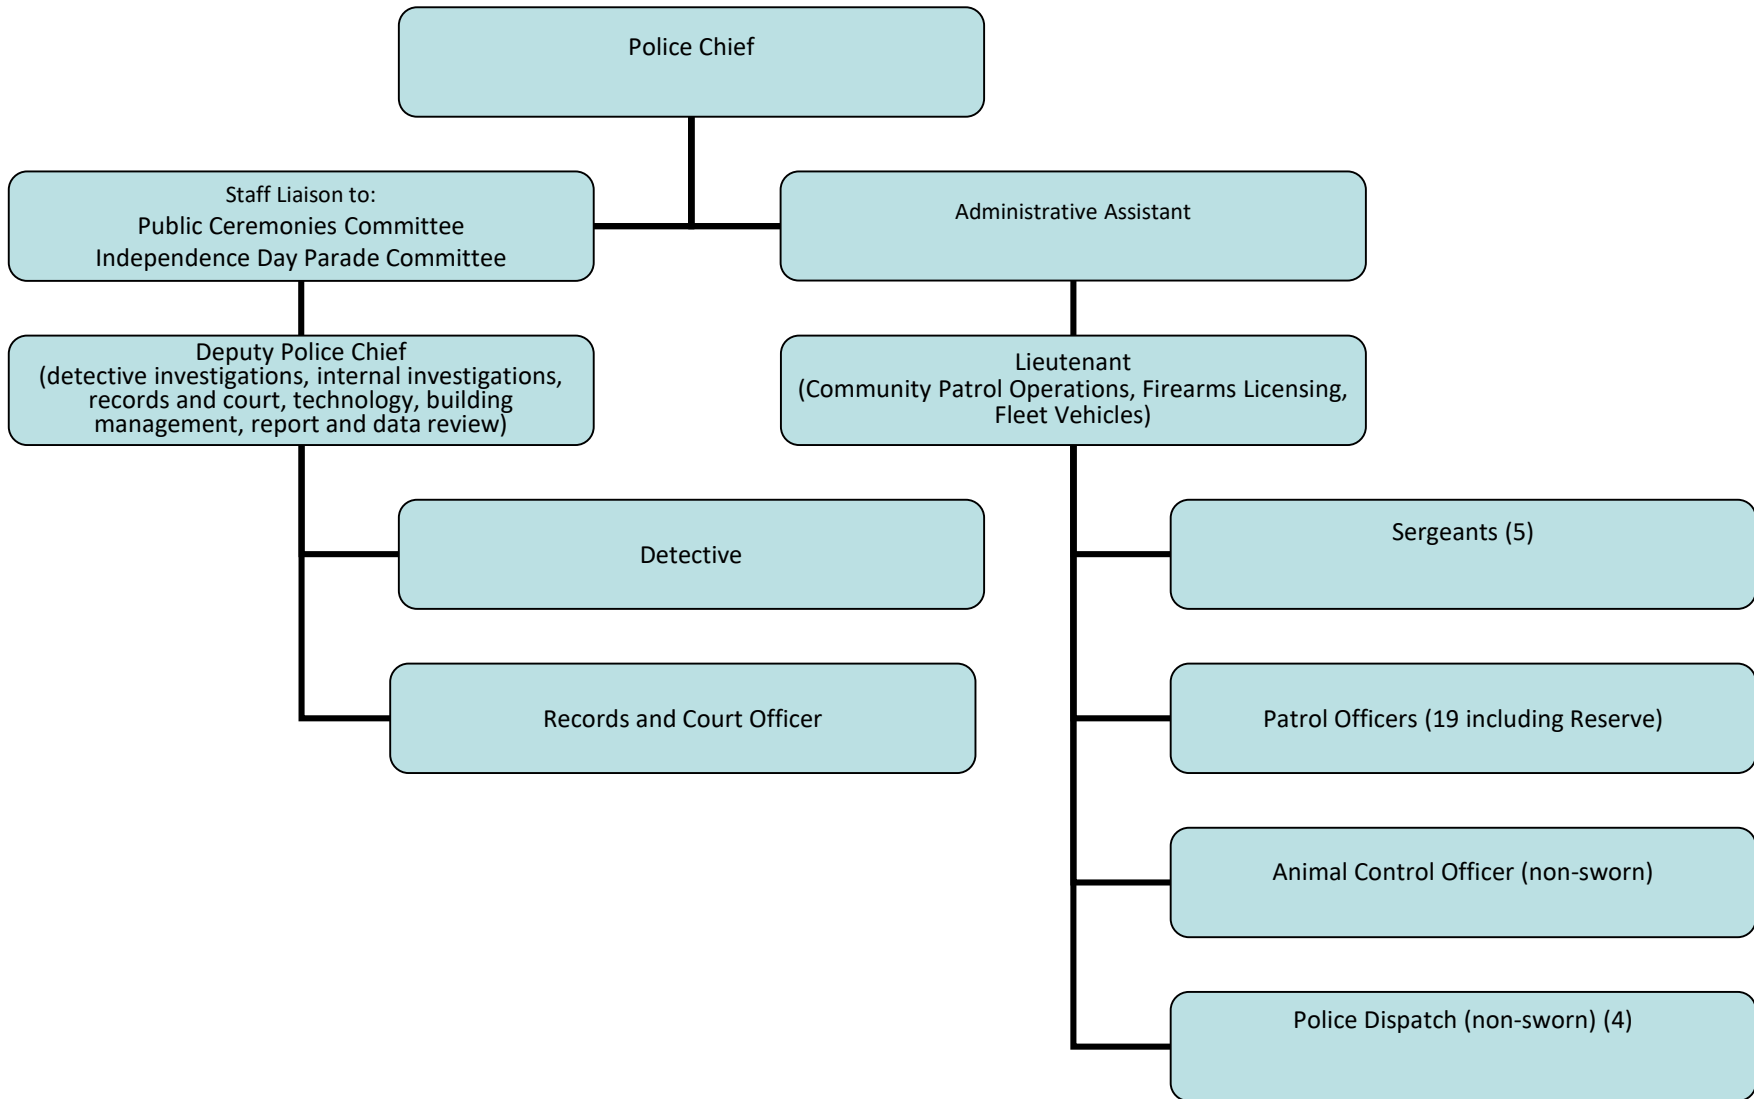 Police Chief
Staff Liaison to:
Public Ceremonies Committee
Independence Day Parade Committee
Administrative Assistant
Deputy Police Chief
(detective investigations, internal investigations,
records and court, technology, building
management, report and data review)
Lieutenant
(Community Patrol Operations, Firearms Licensing,
Fleet Vehicles)
Detective
Records and Court Officer
Sergeants (5)
Patrol Officers (19 including Reserve)
Animal Control Officer (non-sworn)
Police Dispatch (non-sworn) (4)